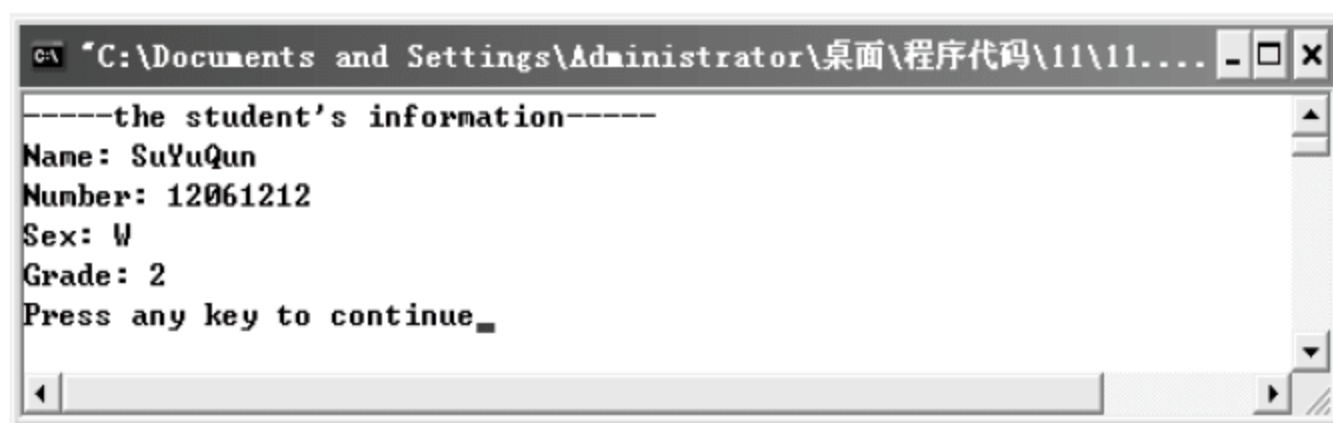 "C:\Documents and Settings\Administrator\桌面\程序代码\11\11....
-----the student's information-----
Name: SuYuQun
Number: 12061212
Sex: W
Grade: 2
Press any key to continue_